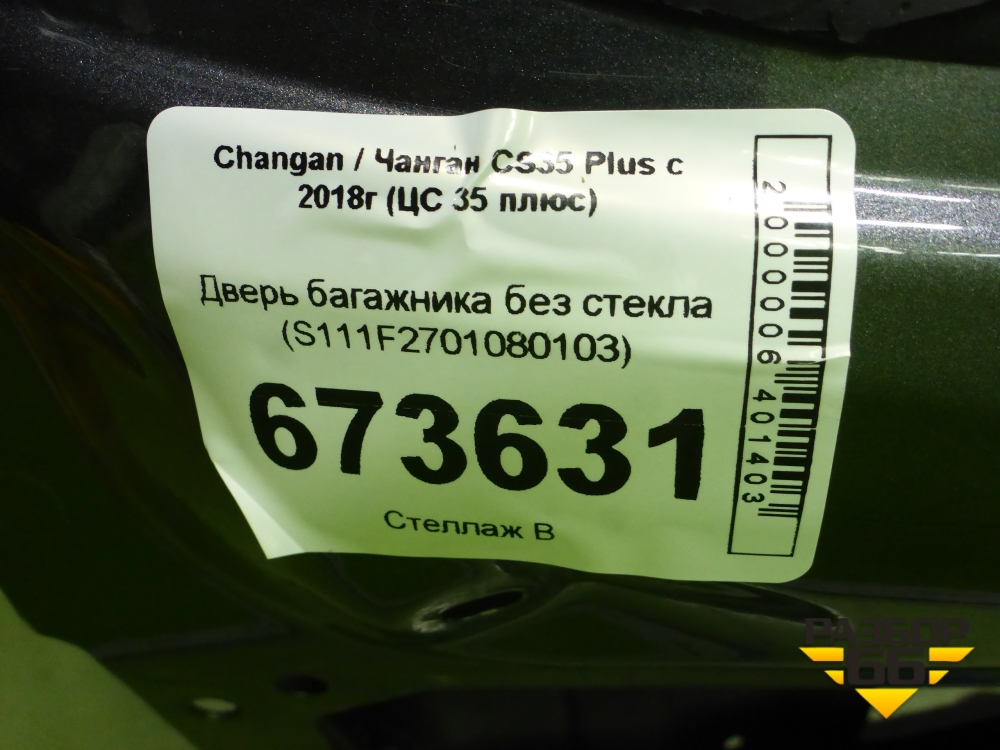 Changan / Чанган CS35 Plus с
2018г (ЦС 35 плюс)
Дверь багажника без стекла
(S111F2701080103)
673631
Стеллаж В
2000006401403
РАЗБОР
66